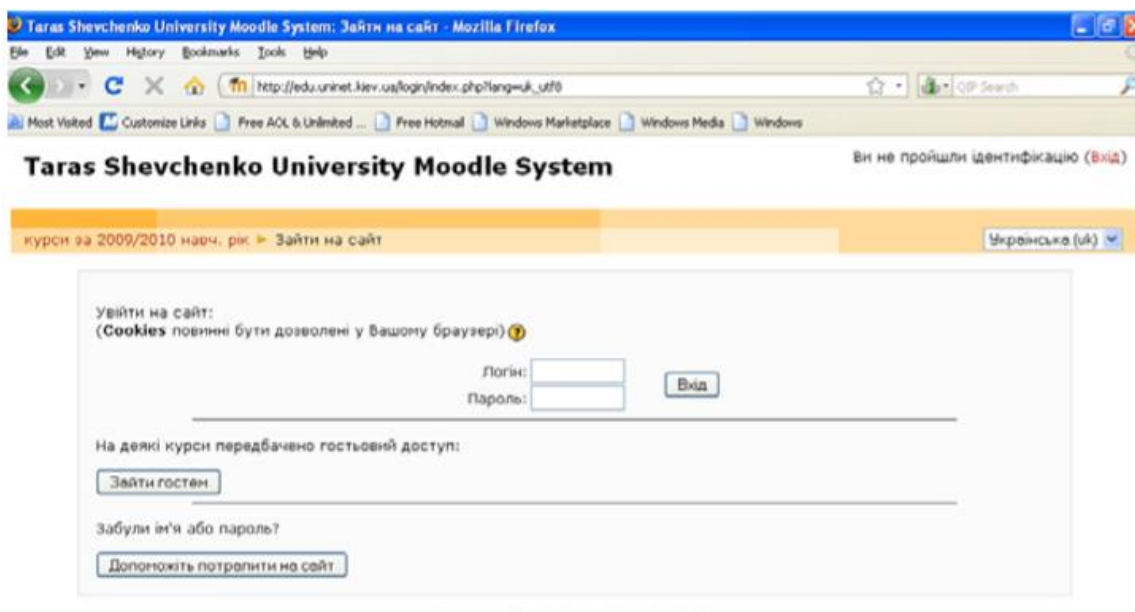 Taras Shevchenko University Moodle System: Зайти на сайт - Mozilla Firefox
File Edit View History Bookmarks Tools Help
http://edu.uninet.kiev.ua/login/index.php?lang=uk_utf8 QIP Search
Most Visited Customize Links Free AOL & Unlimited ... Free Hotmail Windows Marketplace Windows Media Windows
Taras Shevchenko University Moodle System Ви не пройшли ідентифікацію (Вхід)
курси за 2009/2010 навч. рік ► Зайти на сайт Українська (uk)
Увійти на сайт:
(Cookies повинні бути дозволені у Вашому браузері)
Логін:
Вхід
Пароль:
На деякі курси передбачено гостьовий доступ:
Зайти гостем
Забули ім'я або пароль?
Допоможіть потрапити на сайт